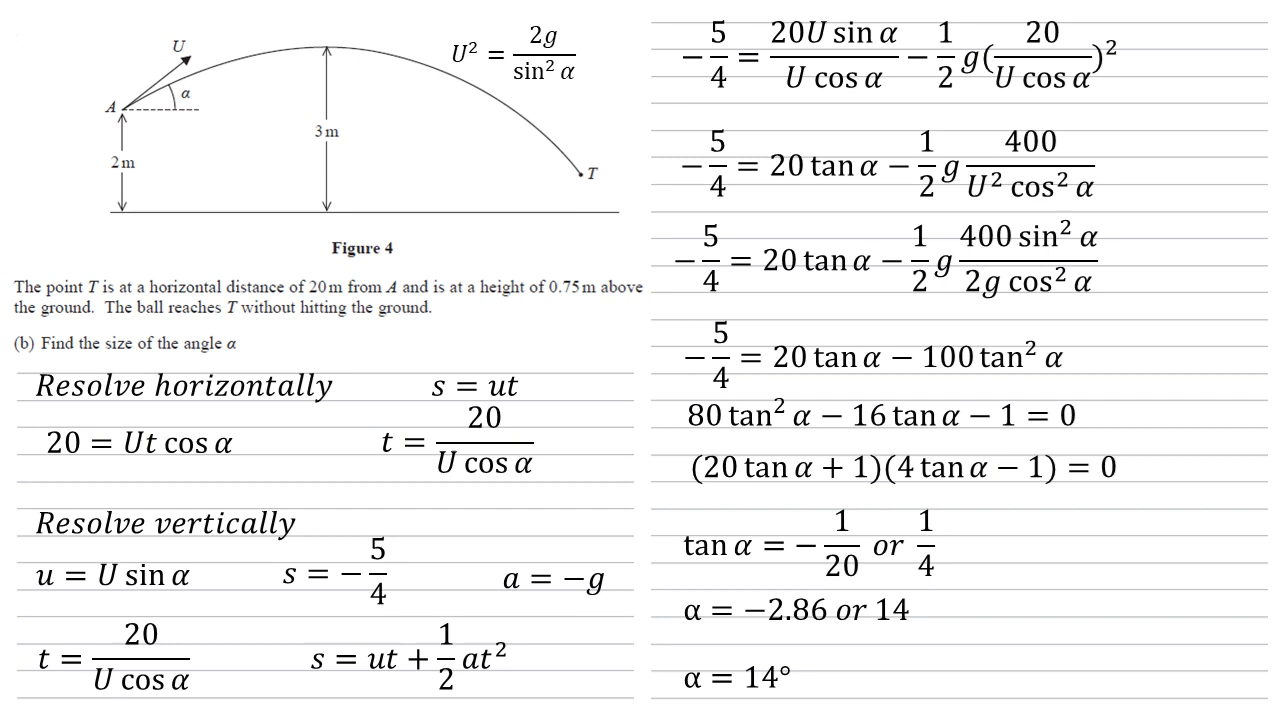 U
α
A
2 m
3 m
T
U² = 2g/sin² α
Figure 4
The point T is at a horizontal distance of 20 m from A and is at a height of 0.75 m above
the ground. The ball reaches T without hitting the ground.
(b) Find the size of the angle α
Resolve horizontally s = ut
20 = Ut cos α t = 20/(U cos α)
Resolve vertically
u = U sin α s = −5/4 a = −g
t = 20/(U cos α) s = ut + 1/2 at²
−5/4 = 20U sin α/(U cos α) − 1/2 g(20/(U cos α))²
−5/4 = 20 tan α − 1/2 g 400/(U² cos² α)
−5/4 = 20 tan α − 1/2 g 400 sin² α/(2g cos² α)
−5/4 = 20 tan α − 100 tan² α
80 tan² α − 16 tan α − 1 = 0
(20 tan α + 1)(4 tan α − 1) = 0
tan α = −1/20 or 1/4
α = −2.86 or 14
α = 14°